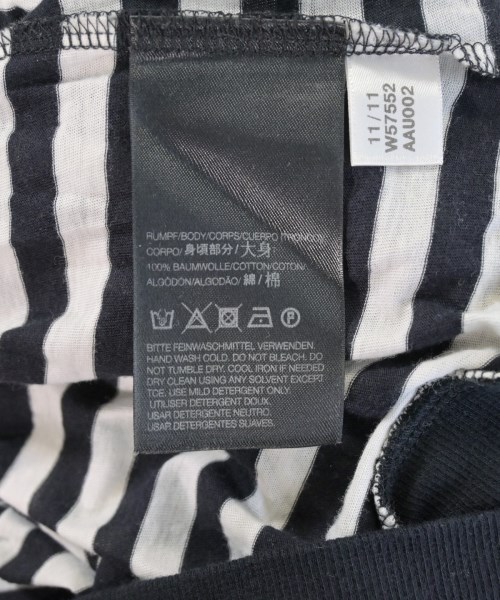 RUMPF/BODY/CORPS/CUERPO (TRONCO)/
CORPO/身頃部分/大身
100% BAUMWOLLE/COTTON/COTON/
ALGODÓN/ALGODÃO/ 綿/棉
BITTE FEINWASCHMITTEL VERWENDEN.
HAND WASH COLD. DO NOT BLEACH. DO
NOT TUMBLE DRY. COOL IRON IF NEEDED
DRY CLEAN USING ANY SOLVENT EXCEPT
TCE. USE MILD DETERGENT ONLY.
UTILISER DETERGENT DOUX.
USAR DETERGENTE NEUTRO.
USAR DETERGENTES SUAVES.
11/11
W57552
AAU002